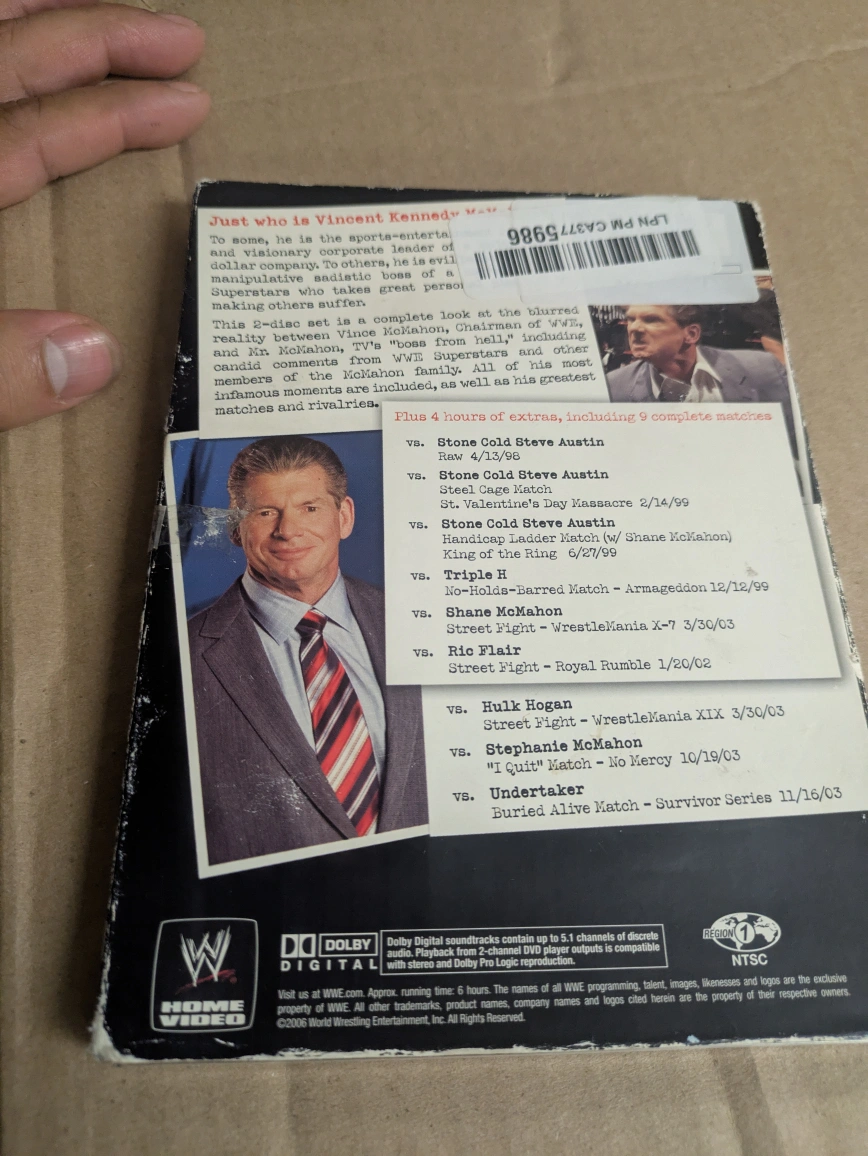 Just who is Vincent Kennedy
To some, he is the sports-enterta
and visionary corporate leader of
dollar company. To others, he is evil
manipulative sadistic boss of a
Superstars who takes great perso
making others suffer.
This 2-disc set is a complete look at the blurred
reality between Vince McMahon, Chairman of WWE,
and Mr. McMahon, TV's "boss from hell," including
candid comments from WWE Superstars and other
members of the McMahon family. All of his most
infamous moments are included, as well as his greatest
matches and rivalries.
LPN PM CA3775986
Plus 4 hours of extras, including 9 complete matches
vs. Stone Cold Steve Austin
Raw 4/13/98
vs. Stone Cold Steve Austin
Steel Cage Match
St. Valentine's Day Massacre 2/14/99
vs. Stone Cold Steve Austin
Handicap Ladder Match (w/ Shane McMahon)
King of the Ring 6/27/99
vs. Triple H
No-Holds-Barred Match - Armageddon 12/12/99
vs. Shane McMahon
Street Fight - WrestleMania X-7 3/30/03
vs. Ric Flair
Street Fight - Royal Rumble 1/20/02
vs. Hulk Hogan
Street Fight - WrestleMania XIX 3/30/03
vs. Stephanie McMahon
"I Quit" Match - No Mercy 10/19/03
vs. Undertaker
Buried Alive Match - Survivor Series 11/16/03
W
HOME
VIDEO
DOLBY
DIGITAL
Dolby Digital soundtracks contain up to 5.1 channels of discrete
audio. Playback from 2-channel DVD player outputs is compatible
with stereo and Dolby Pro Logic reproduction.
REGION 1
NTSC
Visit us at WWE.com. Approx. running time: 6 hours. The names of all WWE programming, talent, images, likenesses and logos are the exclusive
property of WWE. All other trademarks, product names, company names and logos cited herein are the property of their respective owners.
©2006 World Wrestling Entertainment, Inc. All Rights Reserved.